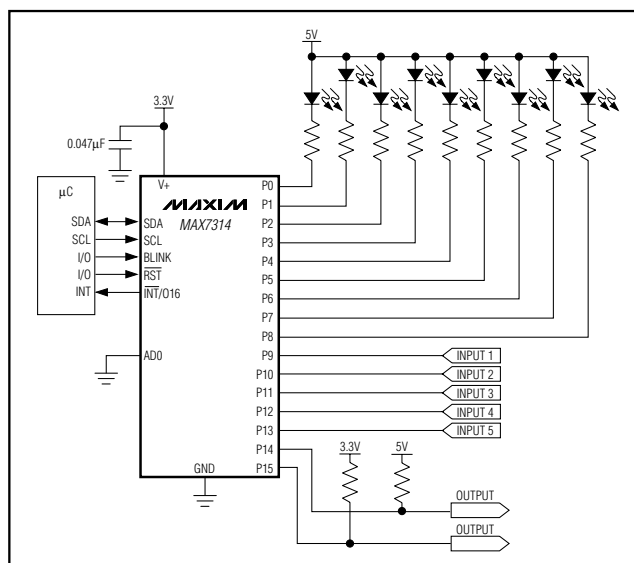 5V
3.3V
0.047µF
µC
V+
MAXIM
MAX7314
SDA
SCL
I/O
I/O
INT
SDA
SCL
BLINK
RST
INT/O16
AD0
GND
P0
P1
P2
P3
P4
P5
P6
P7
P8
P9
P10
P11
P12
P13
P14
P15
INPUT 1
INPUT 2
INPUT 3
INPUT 4
INPUT 5
3.3V
5V
OUTPUT
OUTPUT